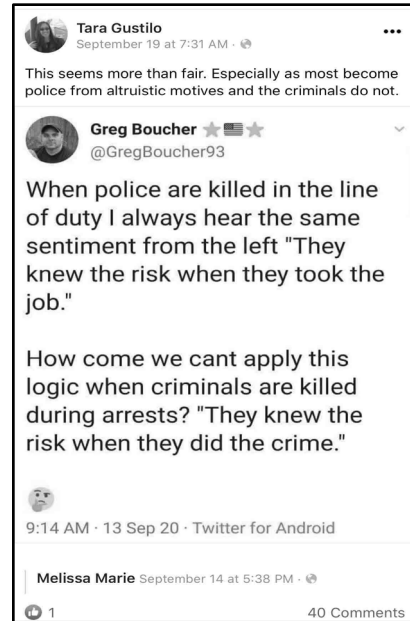 Tara Gustilo
September 19 at 7:31 AM ·
This seems more than fair. Especially as most become
police from altruistic motives and the criminals do not.
Greg Boucher
@GregBoucher93
When police are killed in the line
of duty I always hear the same
sentiment from the left "They
knew the risk when they took the
job."
How come we cant apply this
logic when criminals are killed
during arrests? "They knew the
risk when they did the crime."
9:14 AM · 13 Sep 20 · Twitter for Android
Melissa Marie September 14 at 5:38 PM ·
1
40 Comments